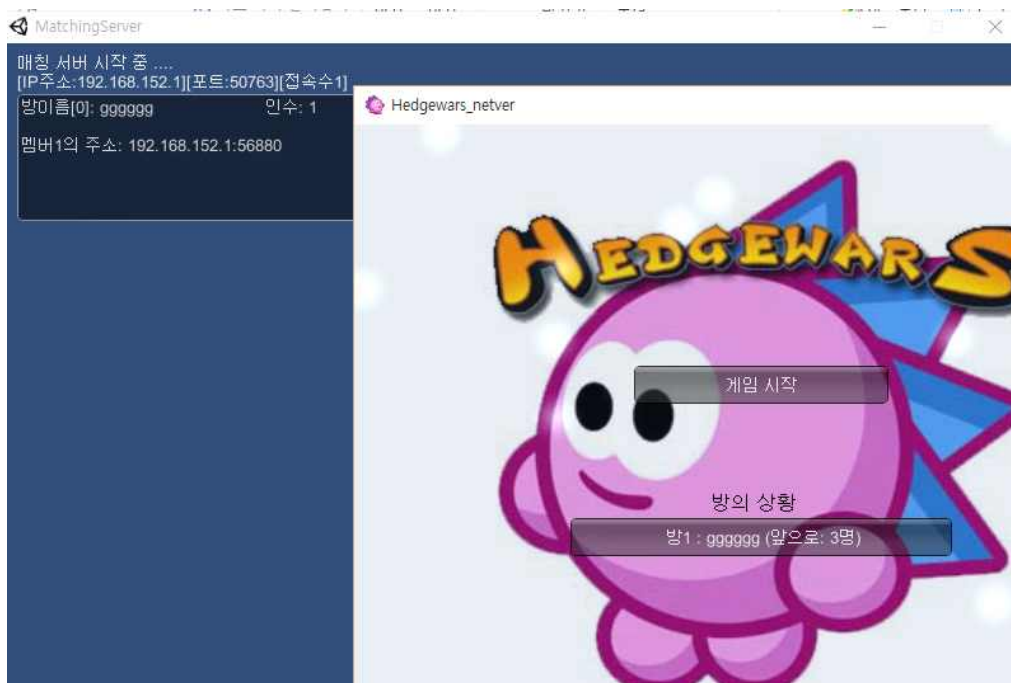 MatchingServer
매칭 서버 시작 중 ....
[IP주소:192.168.152.1][포트:50763][접속수1]
방이름[0]: gggggg 인수: 1
멤버1의 주소: 192.168.152.1:56880
Hedgewars_netver
HEDGEWARS
게임 시작
방의 상황
방1 : gggggg (앞으로: 3명)